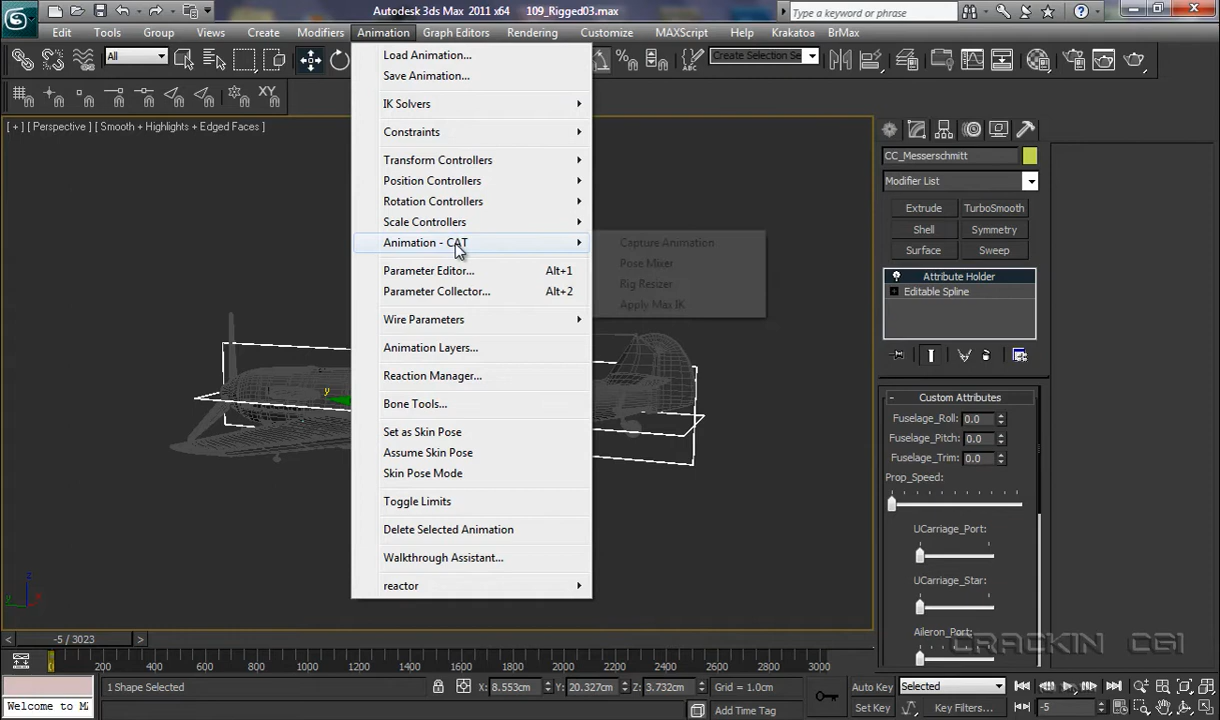 Autodesk 3ds Max 2011 x64    109_Rigged03.max
Type a keyword or phrase
Edit Tools Group Views Create Modifiers Animation Graph Editors Rendering Customize MAXScript Help Krakatoa BrMax
All
Create Selection Se
XY
[ + ] [ Perspective ] [ Smooth + Highlights + Edged Faces ]
Load Animation...
Save Animation...
IK Solvers
Constraints
Transform Controllers
Position Controllers
Rotation Controllers
Scale Controllers
Animation - CAT
Parameter Editor... Alt+1
Parameter Collector... Alt+2
Wire Parameters
Animation Layers...
Reaction Manager...
Bone Tools...
Set as Skin Pose
Assume Skin Pose
Skin Pose Mode
Toggle Limits
Delete Selected Animation
Walkthrough Assistant...
reactor
Capture Animation
Pose Mixer
Rig Resizer
Apply Max IK
CC_Messerschmitt
Modifier List
Extrude TurboSmooth
Shell Symmetry
Surface Sweep
Attribute Holder
Editable Spline
Custom Attributes
Fuselage_Roll: 0.0
Fuselage_Pitch: 0.0
Fuselage_Trim: 0.0
Prop_Speed:
UCarriage_Port:
UCarriage_Star:
Aileron_Port:
CRACKIN CGI
y
z
x
y
-5 / 3023
200 400 600 800 1000 1200 1400 1600 1800 2000 2200 2400 2600 2800 3000
1 Shape Selected
X: 8.553cm Y: 20.327cm Z: 3.732cm Grid = 1.0cm
Auto Key Selected
Welcome to M
Add Time Tag
Set Key Key Filters... -5